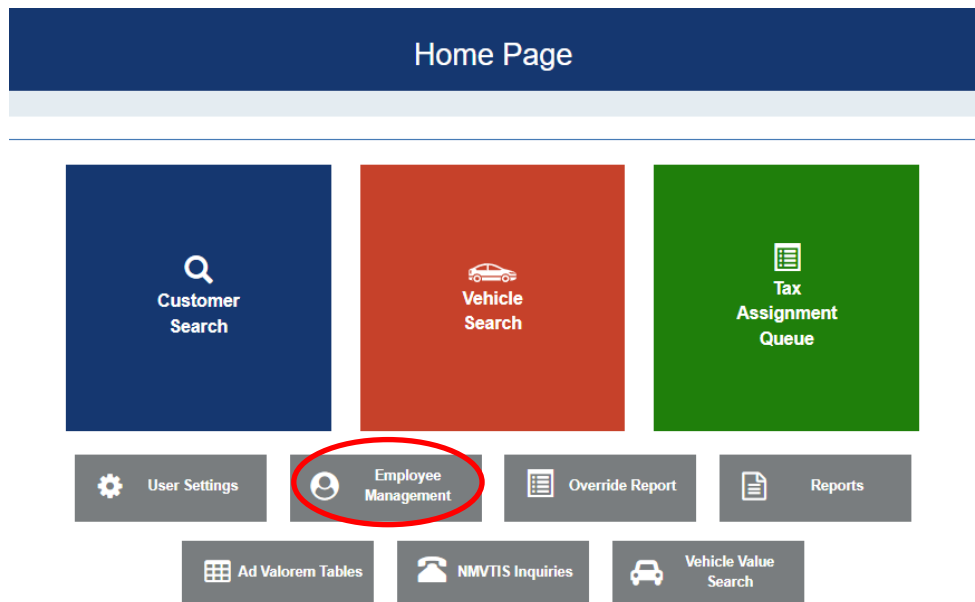 Home Page
Customer
Search
Vehicle
Search
Tax
Assignment
Queue
User Settings
Employee
Management
Override Report
Reports
Ad Valorem Tables
NMVTIS Inquiries
Vehicle Value
Search